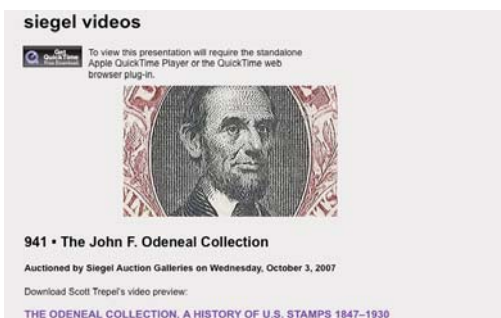 siegel videos
Get
QuickTime
Free Download
To view this presentation will require the standalone
Apple QuickTime Player or the QuickTime web
browser plug-in.
941 • The John F. Odeneal Collection
Auctioned by Siegel Auction Galleries on Wednesday, October 3, 2007
Download Scott Trepel's video preview:
THE ODENEAL COLLECTION, A HISTORY OF U.S. STAMPS 1847–1930